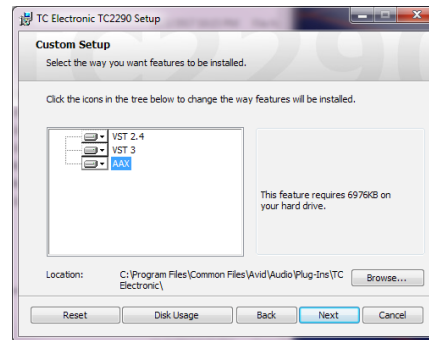 TC Electronic TC2290 Setup
Custom Setup
Select the way you want features to be installed.
TC2290
Click the icons in the tree below to change the way features will be installed.
VST 2.4
VST 3
AAX
This feature requires 6976KB on
your hard drive.
Location:
C:\Program Files\Common Files\Avid\Audio\Plug-Ins\TC
Electronic\
Browse...
Reset
Disk Usage
Back
Next
Cancel